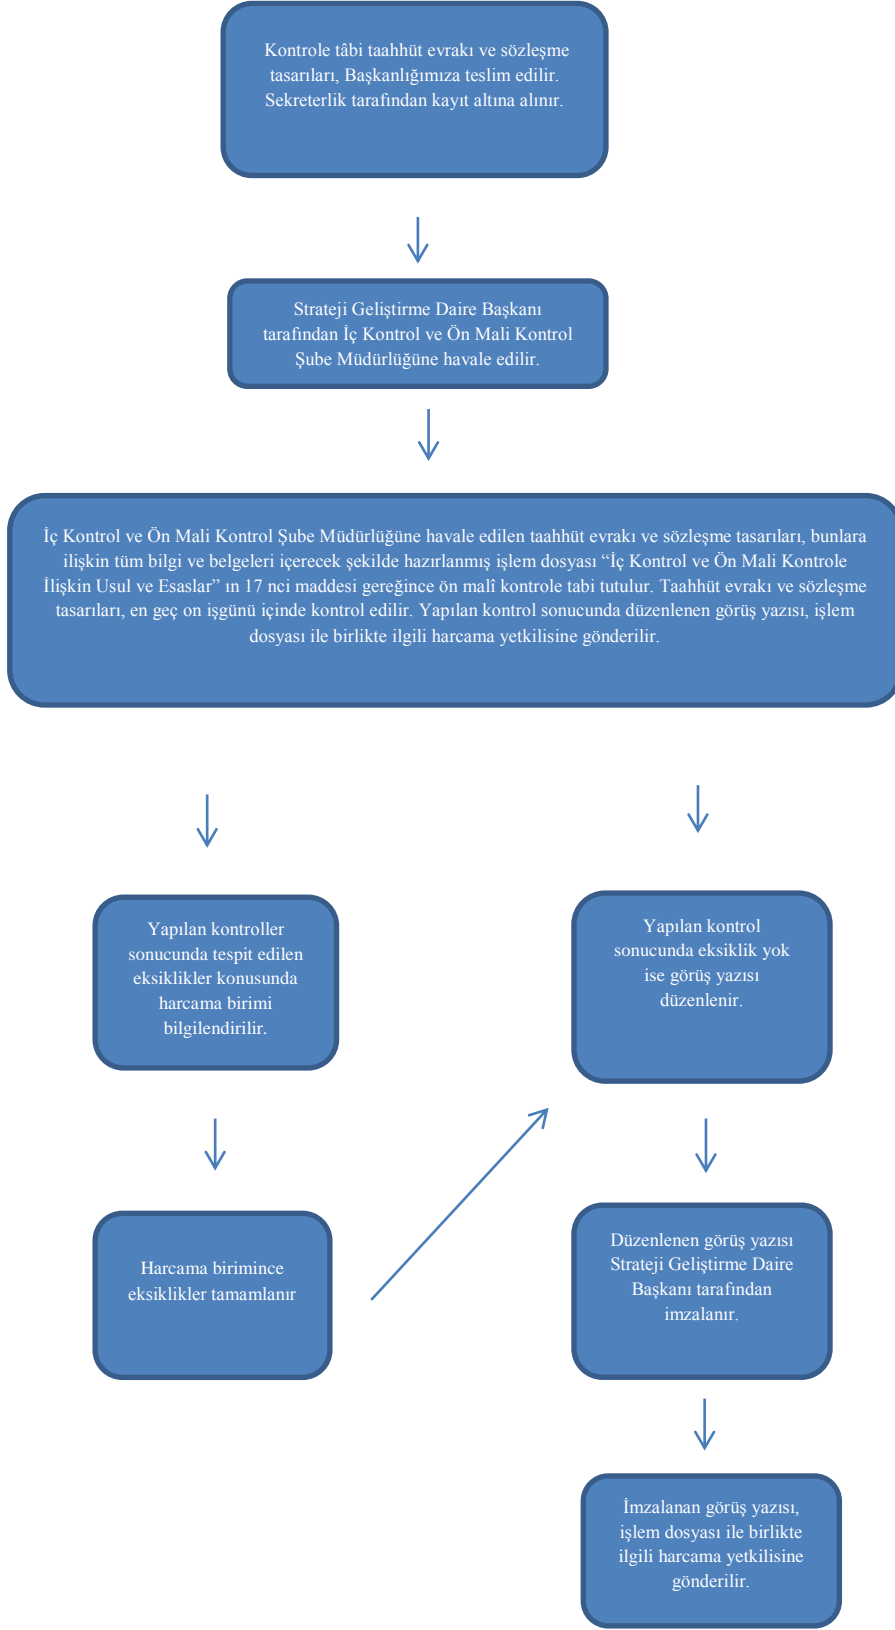 Kontrole tâbi taahhüt evrakı ve sözleşme
tasarıları, Başkanlığımıza teslim edilir.
Sekreterlik tarafından kayıt altına alınır.
Strateji Geliştirme Daire Başkanı
tarafından İç Kontrol ve Ön Mali Kontrol
Şube Müdürlüğüne havale edilir.
İç Kontrol ve Ön Mali Kontrol Şube Müdürlüğüne havale edilen taahhüt evrakı ve sözleşme tasarıları, bunlara
ilişkin tüm bilgi ve belgeleri içerecek şekilde hazırlanmış işlem dosyası “İç Kontrol ve Ön Mali Kontrole
İlişkin Usul ve Esaslar” ın 17 nci maddesi gereğince ön malî kontrole tabi tutulur. Taahhüt evrakı ve sözleşme
tasarıları, en geç on işgünü içinde kontrol edilir. Yapılan kontrol sonucunda düzenlenen görüş yazısı, işlem
dosyası ile birlikte ilgili harcama yetkilisine gönderilir.
Yapılan kontroller
sonucunda tespit edilen
eksiklikler konusunda
harcama birimi
bilgilendirilir.
Yapılan kontrol
sonucunda eksiklik yok
ise görüş yazısı
düzenlenir.
Harcama birimince
eksiklikler tamamlanır
Düzenlenen görüş yazısı
Strateji Geliştirme Daire
Başkanı tarafından
imzalanır.
İmzalanan görüş yazısı,
işlem dosyası ile birlikte
ilgili harcama yetkilisine
gönderilir.